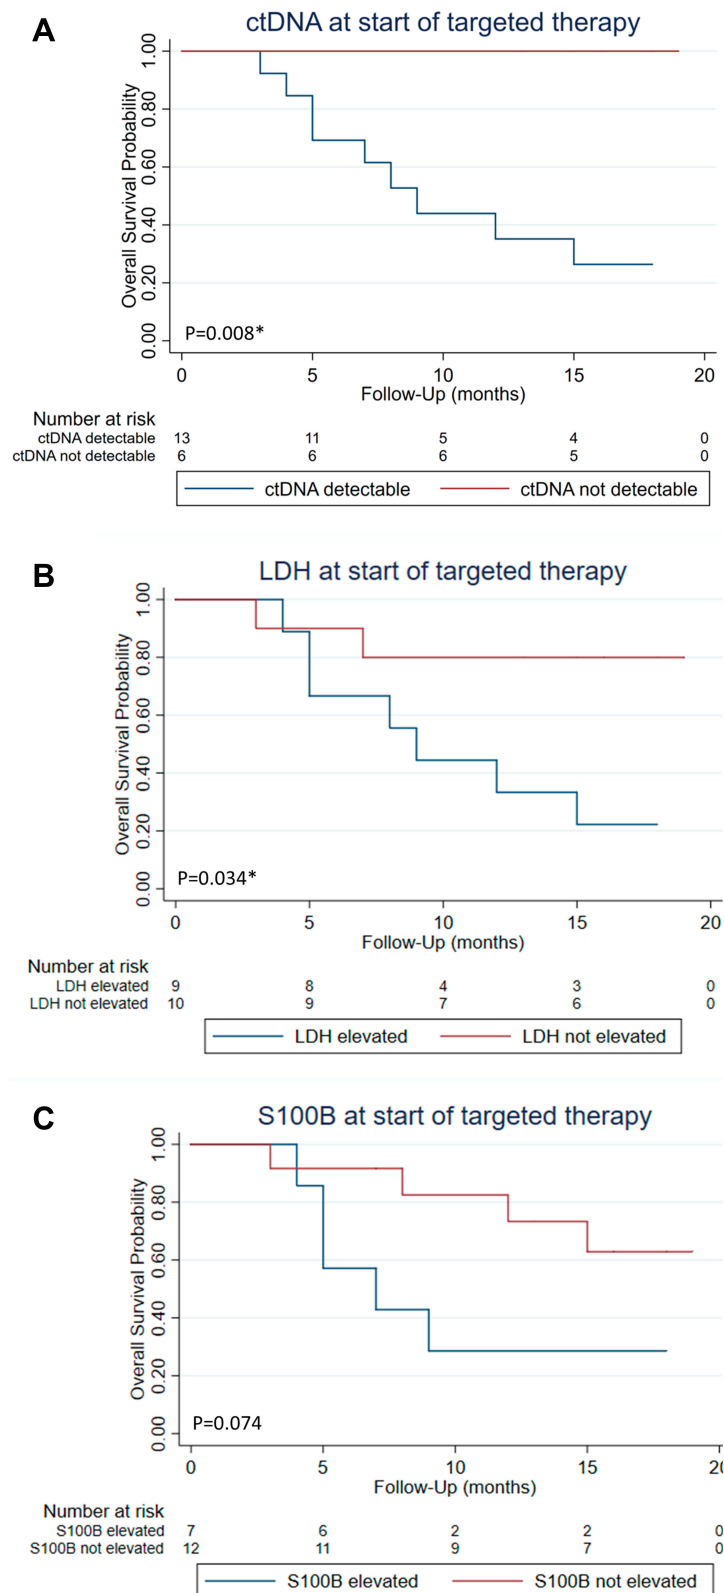 A
ctDNA at start of targeted therapy
Overall Survival Probability
1.00
0.80
0.60
0.40
0.20
0.00
P=0.008*
0 5 10 15 20
Follow-Up (months)
Number at risk
ctDNA detectable 13 11 5 4 0
ctDNA not detectable 6 6 6 5 0
ctDNA detectable ctDNA not detectable
B
LDH at start of targeted therapy
Overall Survival Probability
1.00
0.80
0.60
0.40
0.20
0.00
P=0.034*
0 5 10 15 20
Follow-Up (months)
Number at risk
LDH elevated 9 8 4 3 0
LDH not elevated 10 9 7 6 0
LDH elevated LDH not elevated
C
S100B at start of targeted therapy
Overall Survival Probability
1.00
0.80
0.60
0.40
0.20
0.00
P=0.074
0 5 10 15 20
Follow-Up (months)
Number at risk
S100B elevated 7 6 2 2 0
S100B not elevated 12 11 9 7 0
S100B elevated S100B not elevated